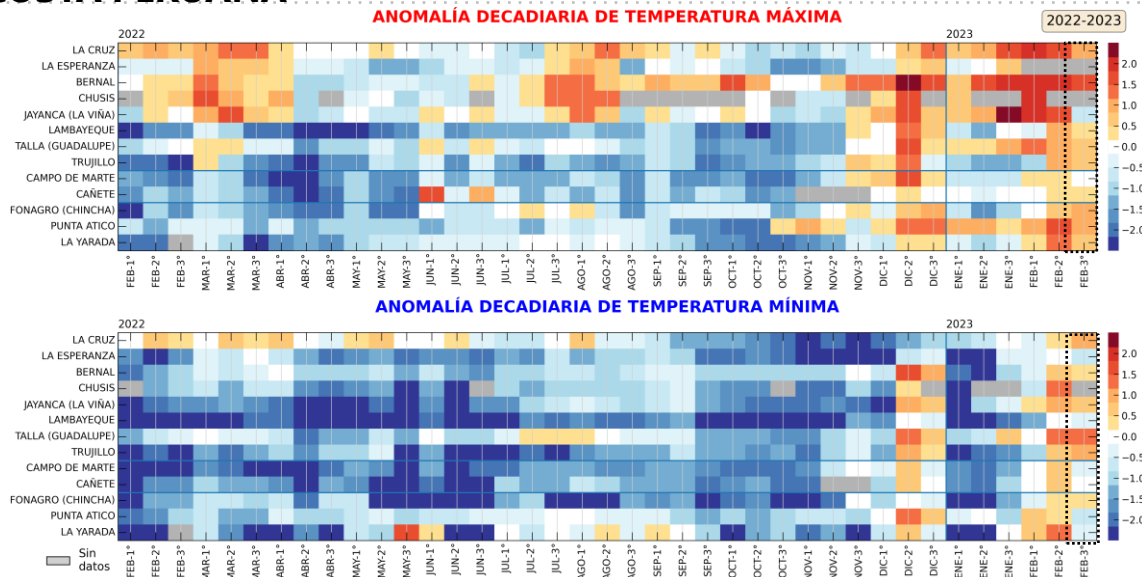 COSTA PERUANA
ANOMALÍA DECADIARIA DE TEMPERATURA MÁXIMA
2022-2023
2022
2023
LA CRUZ
LA ESPERANZA
BERNAL
CHUSIS
JAYANCA (LA VIÑA)
LAMBAYEQUE
TALLA (GUADALUPE)
TRUJILLO
CAMPO DE MARTE
CAÑETE
FONAGRO (CHINCHA)
PUNTA ATICO
LA YARADA
2.0
1.5
1.0
0.5
0.0
−0.5
−1.0
−1.5
−2.0
FEB-1° FEB-2° FEB-3° MAR-1° MAR-2° MAR-3° ABR-1° ABR-2° ABR-3° MAY-1° MAY-2° MAY-3° JUN-1° JUN-2° JUN-3° JUL-1° JUL-2° JUL-3° AGO-1° AGO-2° AGO-3° SEP-1° SEP-2° SEP-3° OCT-1° OCT-2° OCT-3° NOV-1° NOV-2° NOV-3° DIC-1° DIC-2° DIC-3° ENE-1° ENE-2° ENE-3° FEB-1° FEB-2° FEB-3°
ANOMALÍA DECADIARIA DE TEMPERATURA MÍNIMA
2022
2023
LA CRUZ
LA ESPERANZA
BERNAL
CHUSIS
JAYANCA (LA VIÑA)
LAMBAYEQUE
TALLA (GUADALUPE)
TRUJILLO
CAMPO DE MARTE
CAÑETE
FONAGRO (CHINCHA)
PUNTA ATICO
LA YARADA
2.0
1.5
1.0
0.5
0.0
−0.5
−1.0
−1.5
−2.0
Sin
datos
FEB-1° FEB-2° FEB-3° MAR-1° MAR-2° MAR-3° ABR-1° ABR-2° ABR-3° MAY-1° MAY-2° MAY-3° JUN-1° JUN-2° JUN-3° JUL-1° JUL-2° JUL-3° AGO-1° AGO-2° AGO-3° SEP-1° SEP-2° SEP-3° OCT-1° OCT-2° OCT-3° NOV-1° NOV-2° NOV-3° DIC-1° DIC-2° DIC-3° ENE-1° ENE-2° ENE-3° FEB-1° FEB-2° FEB-3°